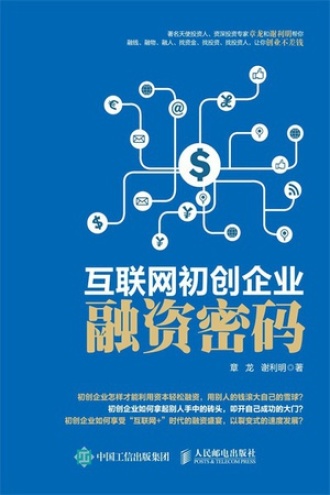 著名天使投资人、资深投资专家章龙和谢利明帮你
融钱、融物、融人、找资金、找投资、找投资人，让你创业不差钱
互联网初创企业
融资密码
章 龙 谢利明◎著
初创企业怎样才能利用资本轻松融资，用别人的钱滚大自己的雪球？
初创企业如何拿起别人手中的砖头，叩开自己成功的大门？
初创企业如何享受“互联网+”时代的融资盛宴，以裂变式的速度发展？
中国工信出版集团
人民邮电出版社